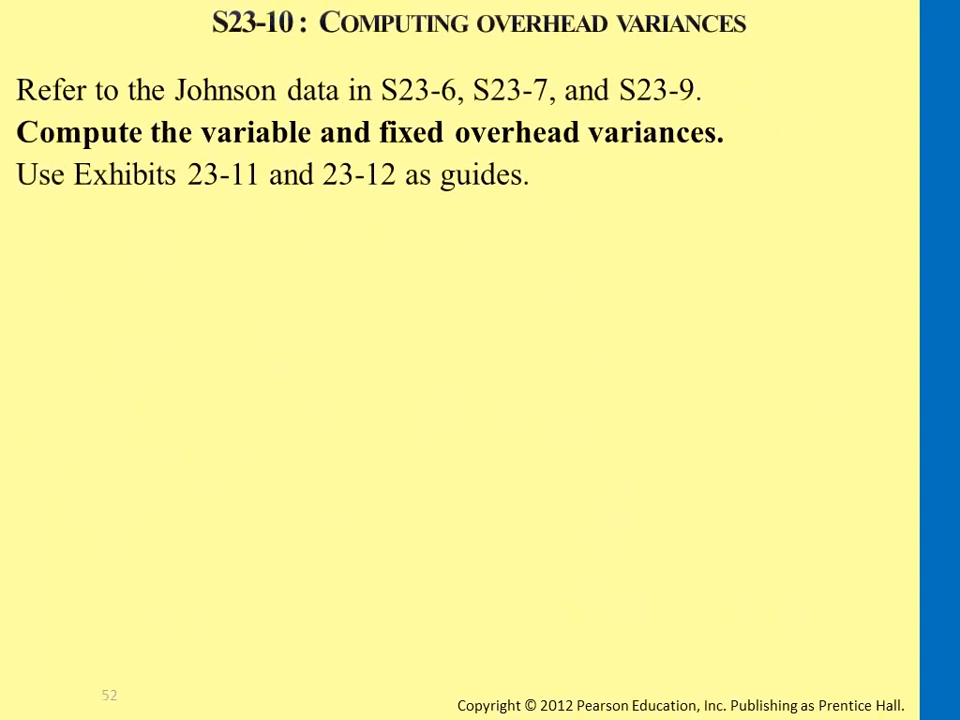 S23-10 : COMPUTING OVERHEAD VARIANCES
Refer to the Johnson data in S23-6, S23-7, and S23-9.
Compute the variable and fixed overhead variances.
Use Exhibits 23-11 and 23-12 as guides.
52
Copyright © 2012 Pearson Education, Inc. Publishing as Prentice Hall.